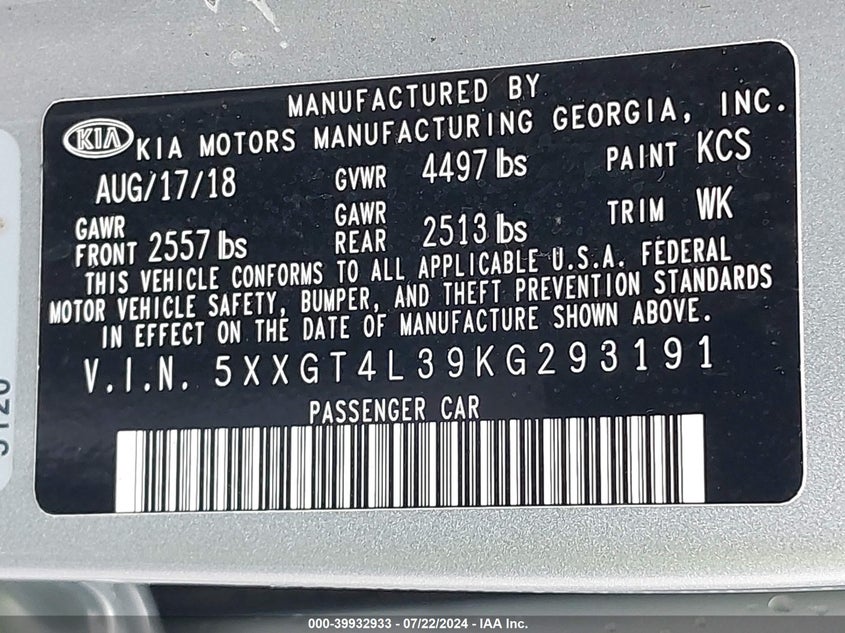 MANUFACTURED BY
KIA KIA MOTORS MANUFACTURING GEORGIA, INC.
AUG/17/18 GVWR 4497 lbs PAINT KCS
GAWR FRONT 2557 lbs GAWR REAR 2513 lbs TRIM WK
THIS VEHICLE CONFORMS TO ALL APPLICABLE U.S.A. FEDERAL
MOTOR VEHICLE SAFETY, BUMPER, AND THEFT PREVENTION STANDARDS
IN EFFECT ON THE DATE OF MANUFACTURE SHOWN ABOVE.
V.I.N. 5XXGT4L39KG293191
PASSENGER CAR
000-39932933 / 07/22/2024 - IAA Inc.